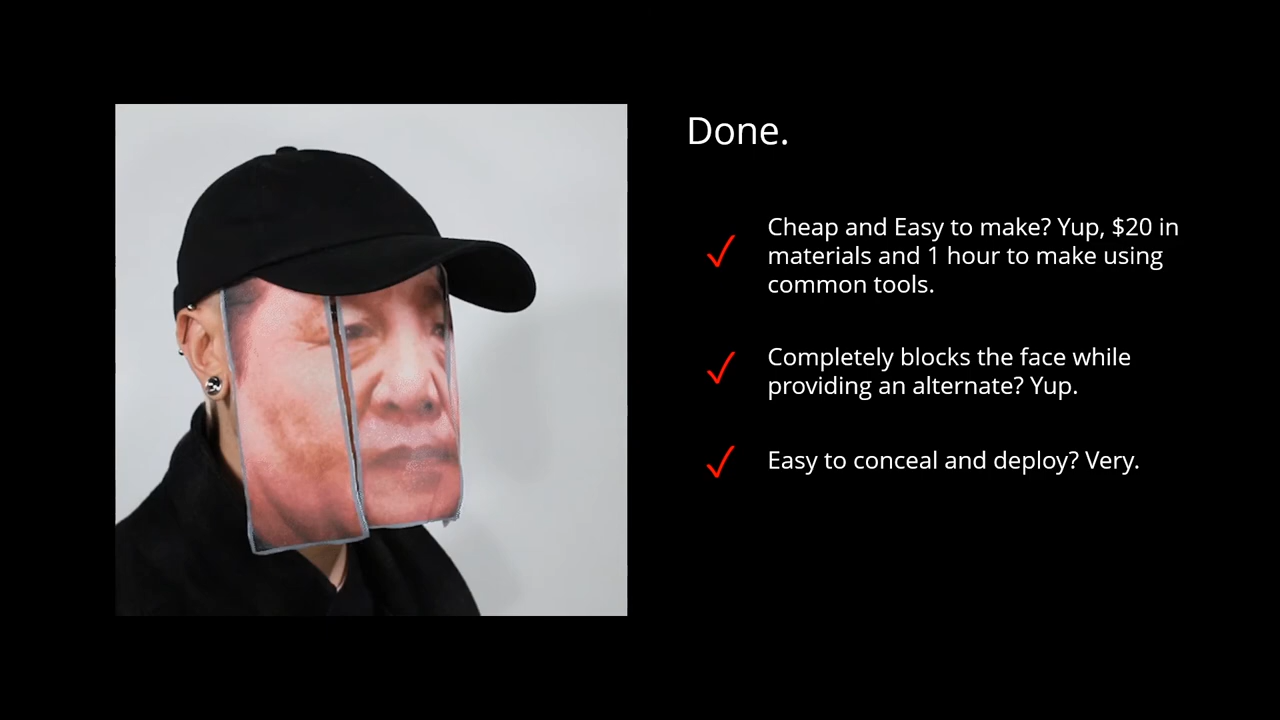 Done.
Cheap and Easy to make? Yup, $20 in
materials and 1 hour to make using
common tools.
Completely blocks the face while
providing an alternate? Yup.
Easy to conceal and deploy? Very.